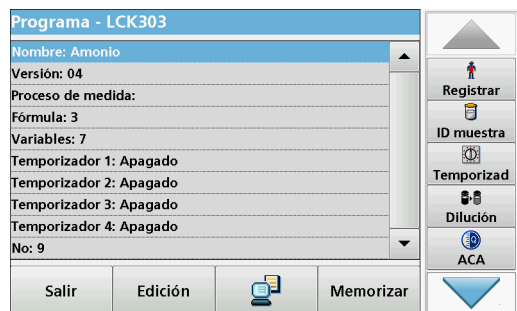 Programa - LCK303
Nombre: Amonio
Versión: 04
Proceso de medida:
Fórmula: 3
Variables: 7
Temporizador 1: Apagado
Temporizador 2: Apagado
Temporizador 3: Apagado
Temporizador 4: Apagado
No: 9
Salir
Edición
Memorizar
Registrar
ID muestra
Temporizad
Dilución
ACA